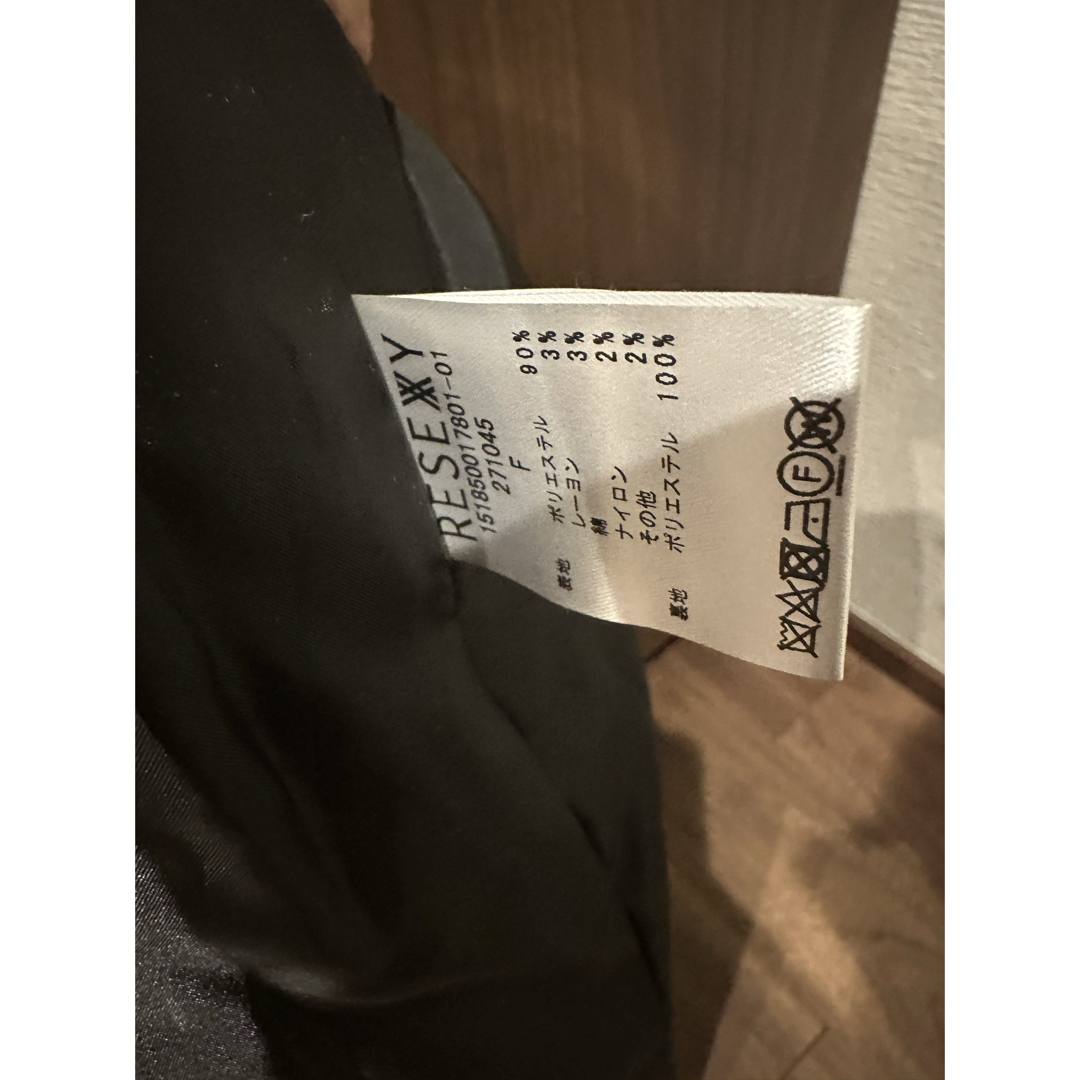 RESEXXY
151850017801-01
271045
F
表地 ポリエステル 90%
レーヨン 3%
綿 3%
ナイロン 2%
その他 2%
裏地 ポリエステル 100%
F
W